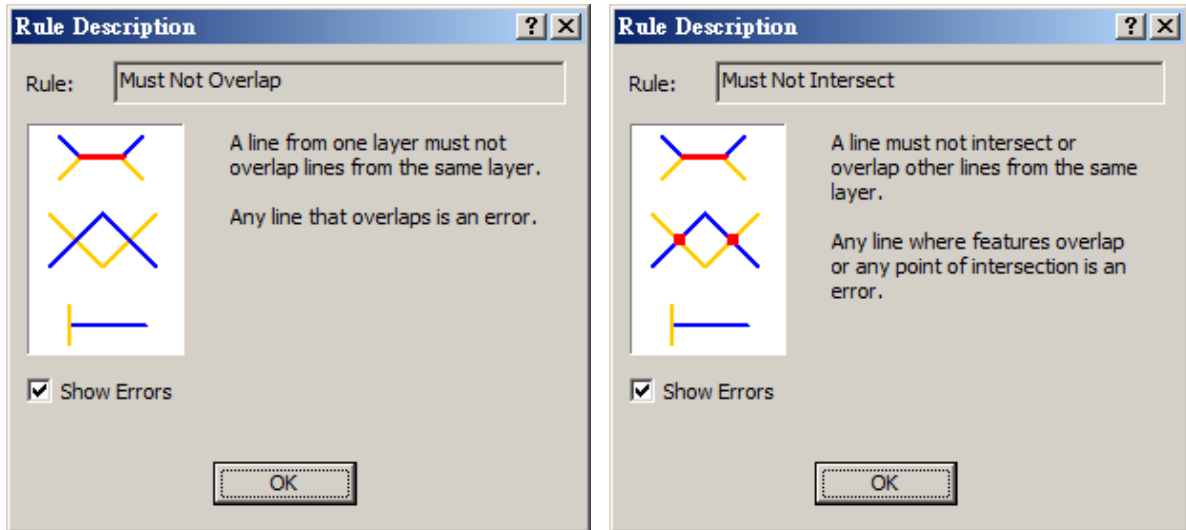 Rule Description
?
Rule:
Must Not Overlap
A line from one layer must not
overlap lines from the same layer.
Any line that overlaps is an error.
Show Errors
OK
Rule Description
?
Rule:
Must Not Intersect
A line must not intersect or
overlap other lines from the same
layer.
Any line where features overlap
or any point of intersection is an
error.
Show Errors
OK